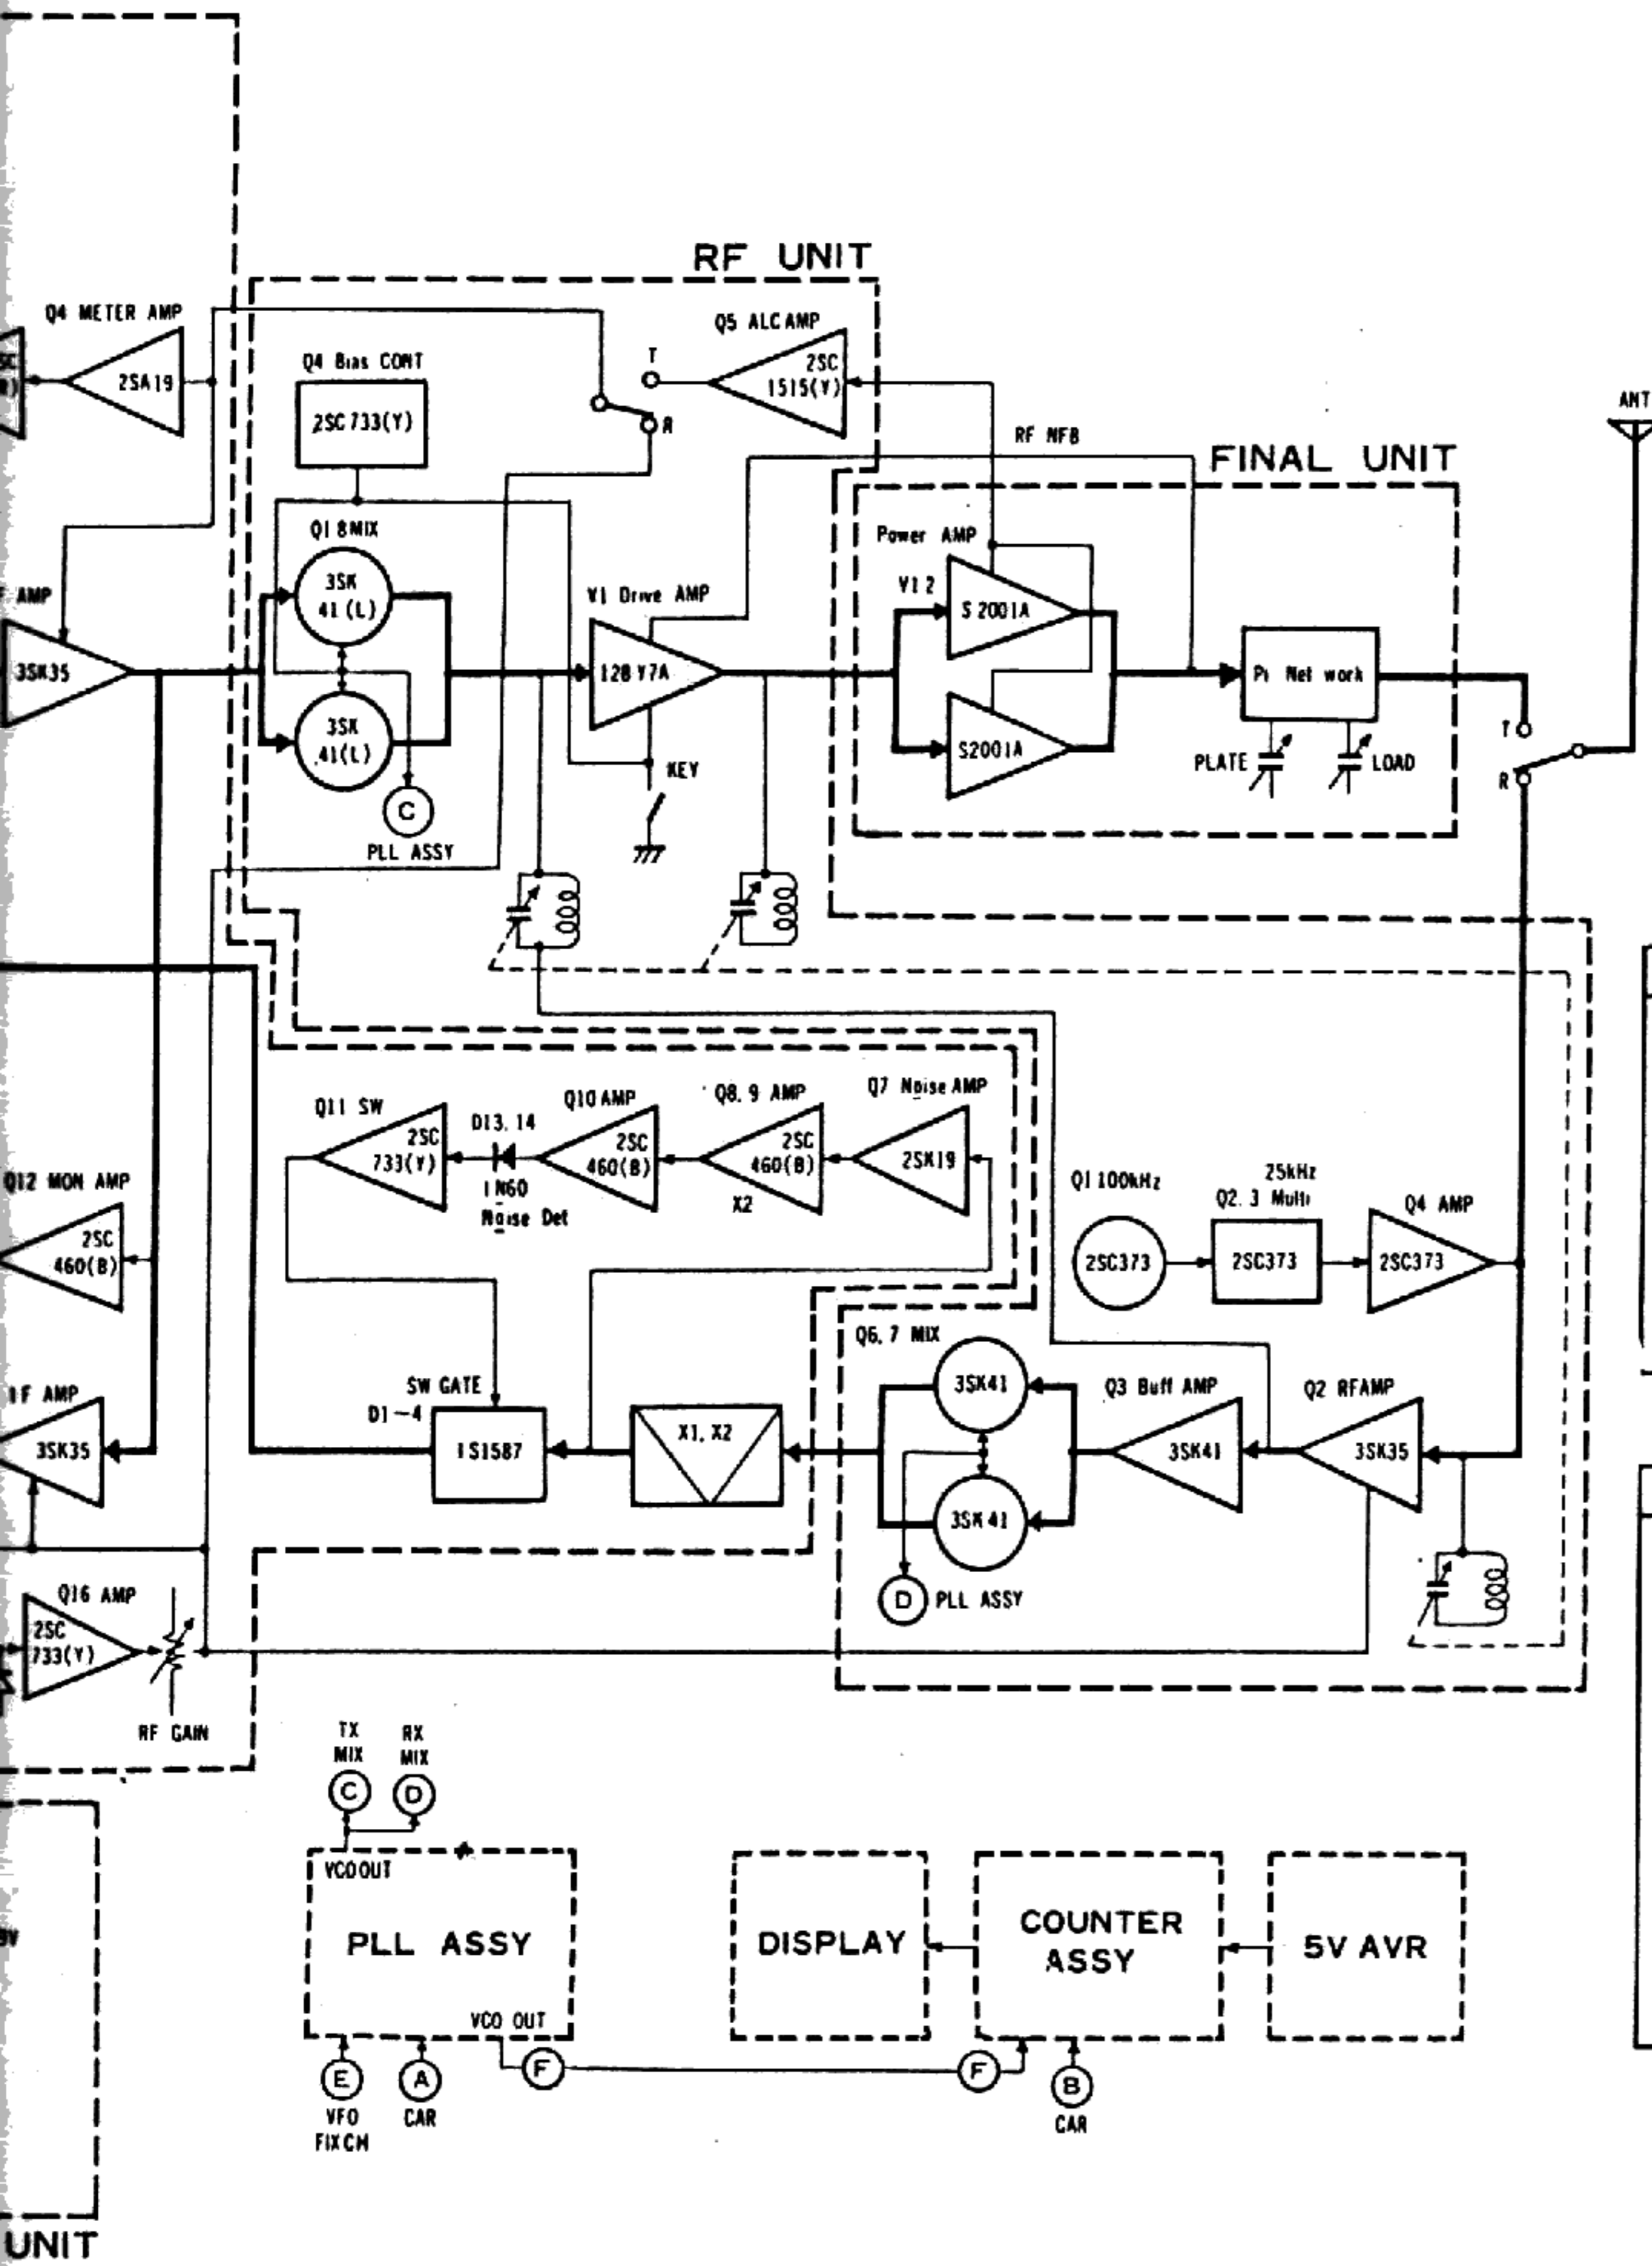 RF UNIT
Q4 METER AMP
2SA19
Q4 Bias CONT
2SC733(Y)
T
R
Q5 ALC AMP
2SC
1515(Y)
RF NFB
FINAL UNIT
ANT
Q1 8MIX
3SK
41(L)
3SK
41(L)
C
PLL ASSY
AMP
3SK35
V1 Drive AMP
12BY7A
KEY
Power AMP
V1 2
S2001A
S2001A
Pi Net work
PLATE
LOAD
T
R
Q11 SW
2SC
733(Y)
D13, 14
1N60
Noise Det
Q10 AMP
2SC
460(B)
Q8, 9 AMP
2SC
460(B)
X2
Q7 Noise AMP
2SK19
Q12 MON AMP
2SC
460(B)
Q1 100kHz
2SC373
25kHz
Q2. 3 Multi
2SC373
Q4 AMP
2SC373
IF AMP
3SK35
SW GATE
D1-4
1S1587
X1, X2
Q6, 7 MIX
3SK41
3SK41
D
PLL ASSY
Q3 Buff AMP
3SK41
Q2 RFAMP
3SK35
Q16 AMP
2SC
733(Y)
RF GAIN
TX
MIX
RX
MIX
C
D
VCO OUT
PLL ASSY
VCO OUT
DISPLAY
COUNTER
ASSY
5V AVR
E
A
F
F
B
VFO
FIX CH
CAR
CAR
UNIT